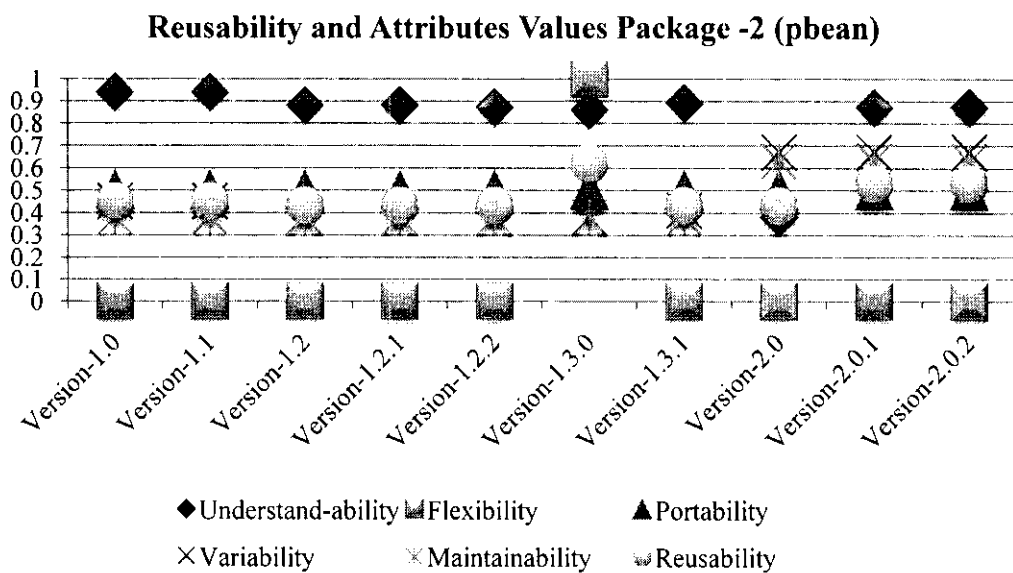 Reusability and Attributes Values Package -2 (pbean)
1
0.9
0.8
0.7
0.6
0.5
0.4
0.3
0.2
0.1
0
Version-1.0
Version-1.1
Version-1.2
Version-1.2.1
Version-1.2.2
Version-1.3.0
Version-1.3.1
Version-2.0
Version-2.0.1
Version-2.0.2
Understand-ability Flexibility Portability
Variability Maintainability Reusability